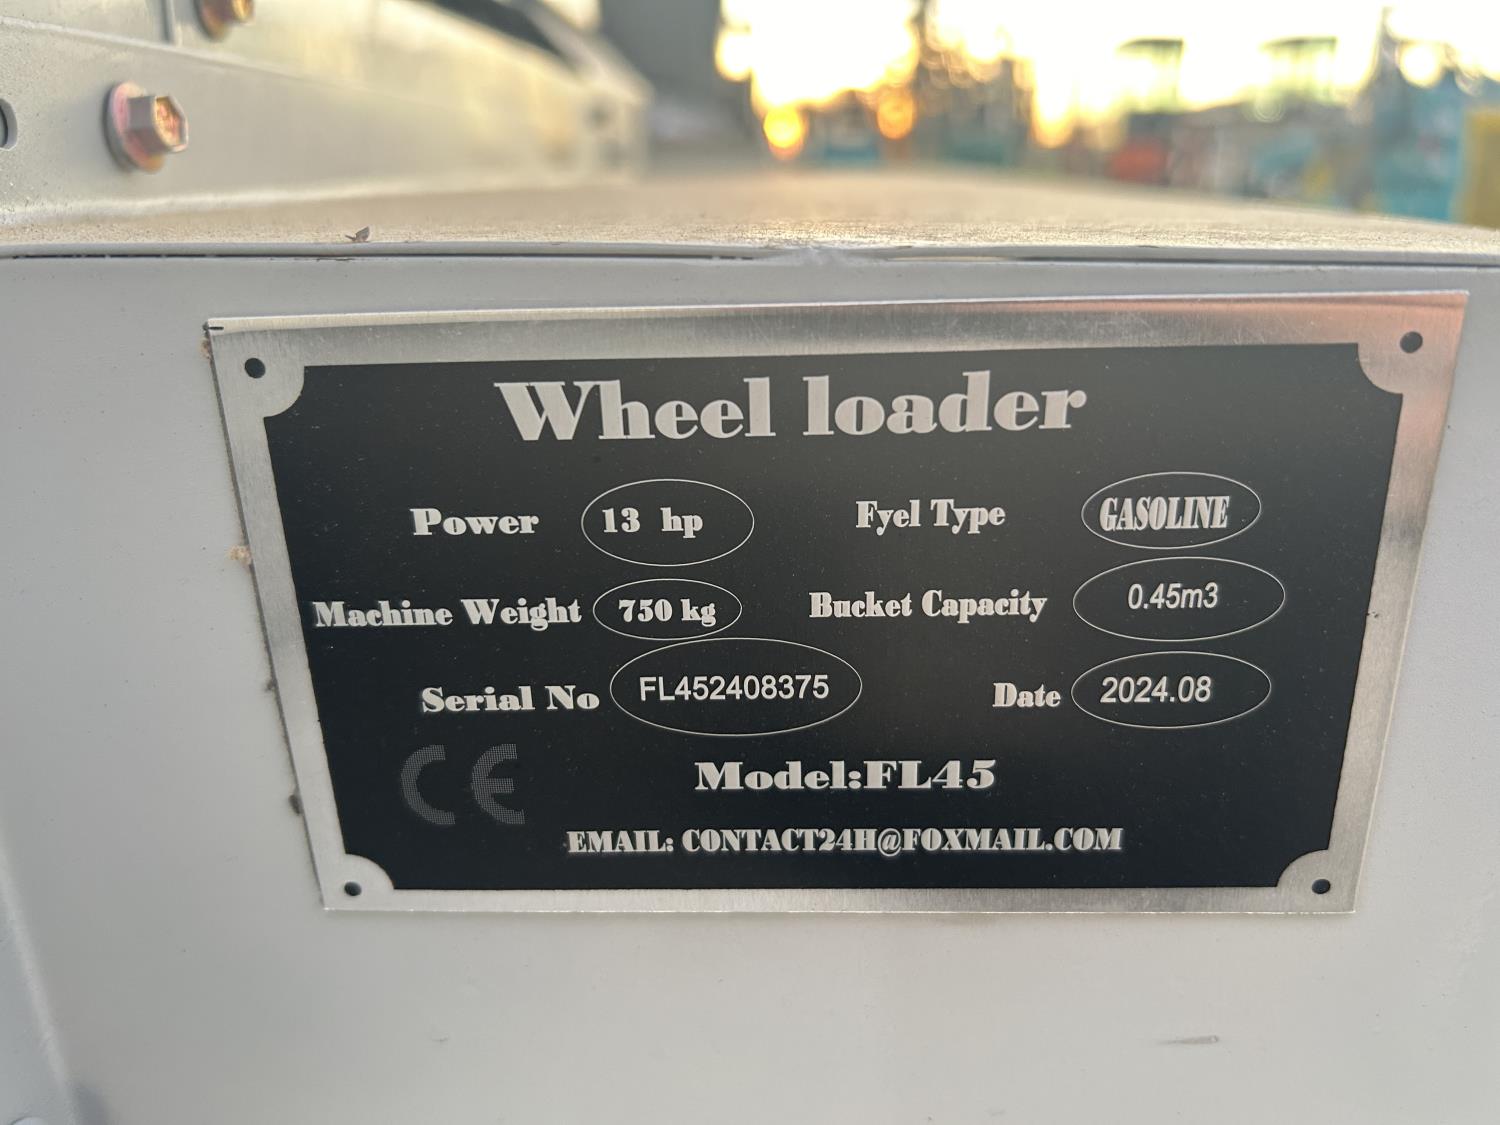 Wheel loader
Power 13 hp Fyel Type GASOLINE
Machine Weight 750 kg Bucket Capacity 0.45m3
Serial No FL452408375 Date 2024.08
CE
Model:FL45
EMAIL: CONTACT24H@FOXMAIL.COM